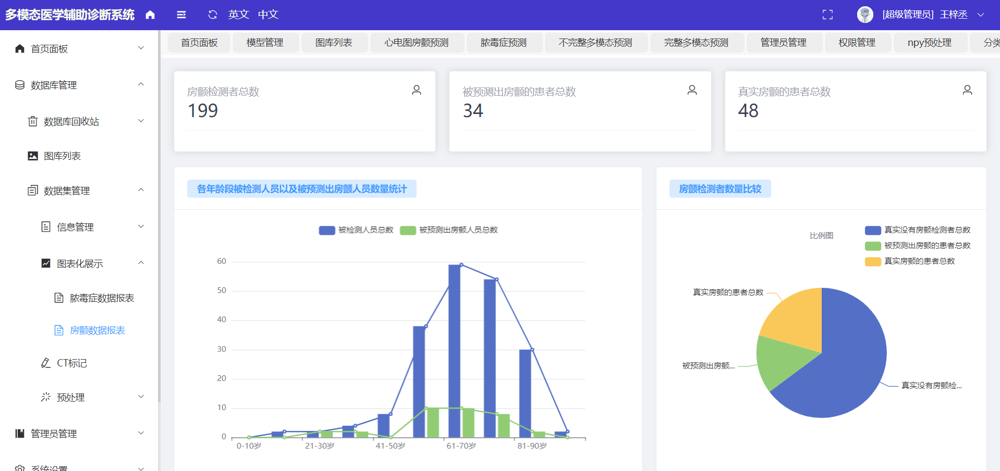 多模态医学辅助诊断系统
英文 中文
[超级管理员] 王梓丞
首页面板
数据库管理
数据库回收站
图库列表
数据集管理
信息管理
图表化展示
脓毒症数据报表
房颤数据报表
CT标记
预处理
管理员管理
系统设置
首页面板 模型管理 图库列表 心电图房颤预测 脓毒症预测 不完整多模态预测 完整多模态预测 管理员管理 权限管理 npy预处理 分类
房颤检测者总数
199
被预测出房颤的患者总数
34
真实房颤的患者总数
48
各年龄段被检测人员以及被预测出房颤人员数量统计
被检测人员总数 被预测出房颤人员总数
60
50
40
30
20
10
0
0-10岁 21-30岁 41-50岁 61-70岁 81-90岁
房颤检测者数量比较
比例图
真实没有房颤检测者总数
被预测出房颤的患者总数
真实房颤的患者总数
真实房颤的患者总数
被预测出房颤...
真实没有房颤检...